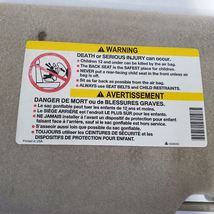 WARNING
DEATH or SERIOUS INJURY can occur.
• Children 12 and under can be killed by the air bag.
• The BACK SEAT is the SAFEST place for children.
• NEVER put a rear-facing child seat in the front unless air bag is off.
• Sit as far back as possible from the air bag.
• ALWAYS use SEAT BELTS and CHILD RESTRAINTS.
AVERTISSEMENT
DANGER DE MORT ou de BLESSURES GRAVES.
• Le sac gonflable peut tuer les enfants de 12 ans et moins.
• Le SIÈGE ARRIÈRE est l'endroit LE PLUS sûr pour les enfants.
• NE JAMAIS installer à l'avant un dispositif de protection pour enfant
faisant face à l'arrière, sauf si le sac gonflable est hors service.
• S'asseoir aussi loin que possible du sac gonflable.
• TOUJOURS utiliser les CEINTURES DE SÉCURITÉ et les
DISPOSITIFS DE PROTECTION POUR ENFANT.
Printed in USA